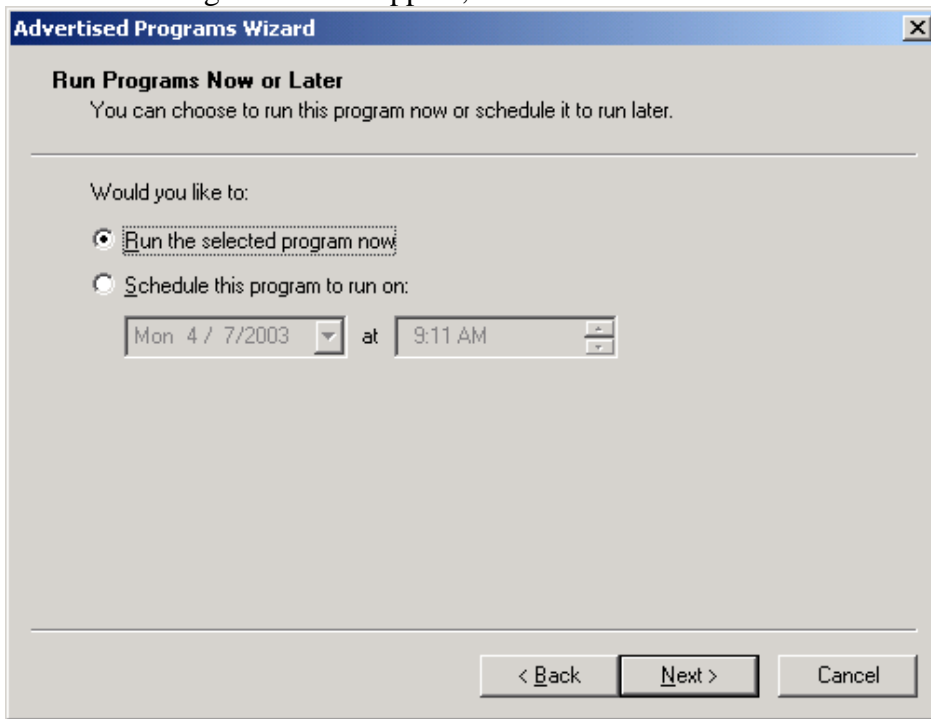 Advertised Programs Wizard
Run Programs Now or Later
You can choose to run this program now or schedule it to run later.
Would you like to:
Run the selected program now
Schedule this program to run on:
Mon 4 / 7/2003 at 9:11 AM
< Back Next > Cancel